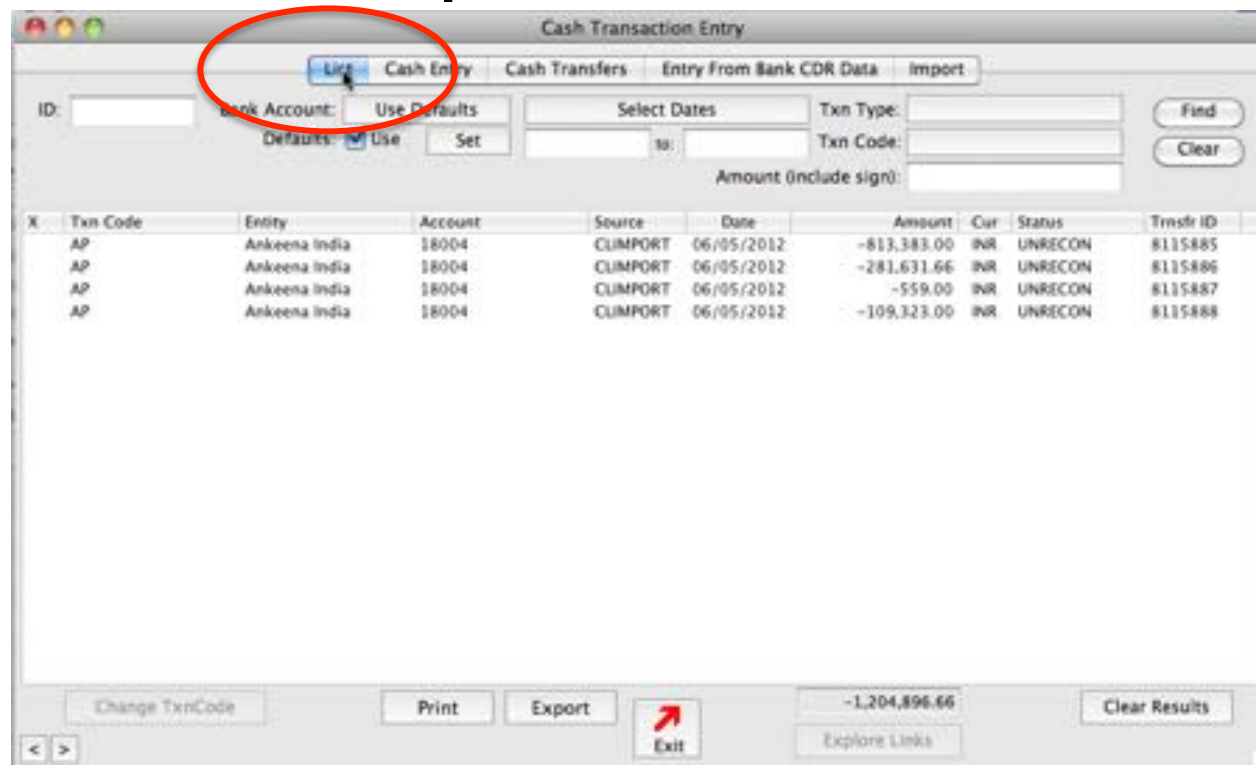 Cash Transaction Entry
List Cash Entry Cash Transfers Entry From Bank CDR Data Import
ID: Bank Account: Use Defaults Select Dates Txn Type: Find
Defaults: Use Set to: Txn Code: Clear
Amount (include sign):
X Txn Code Entity Account Source Date Amount Cur Status Trnsfr ID
AP Ankeena India 18004 CLIMPORT 06/05/2012 -813,383.00 INR UNRECON 8115885
AP Ankeena India 18004 CLIMPORT 06/05/2012 -281,631.66 INR UNRECON 8115886
AP Ankeena India 18004 CLIMPORT 06/05/2012 -559.00 INR UNRECON 8115887
AP Ankeena India 18004 CLIMPORT 06/05/2012 -109,323.00 INR UNRECON 8115888
Change TxnCode Print Export -1,204,896.66 Clear Results
< > Exit Explore Links